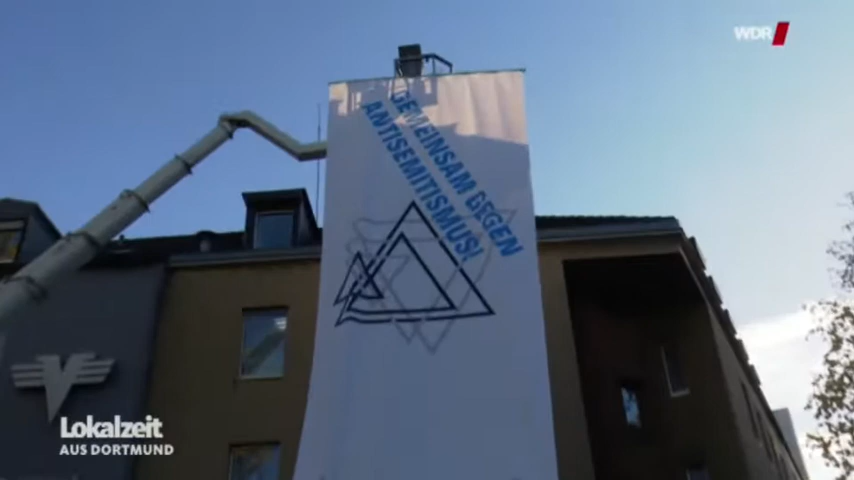 WDR
GEMEINSAM GEGEN
ANTISEMITISMUS!
Lokalzeit
AUS DORTMUND